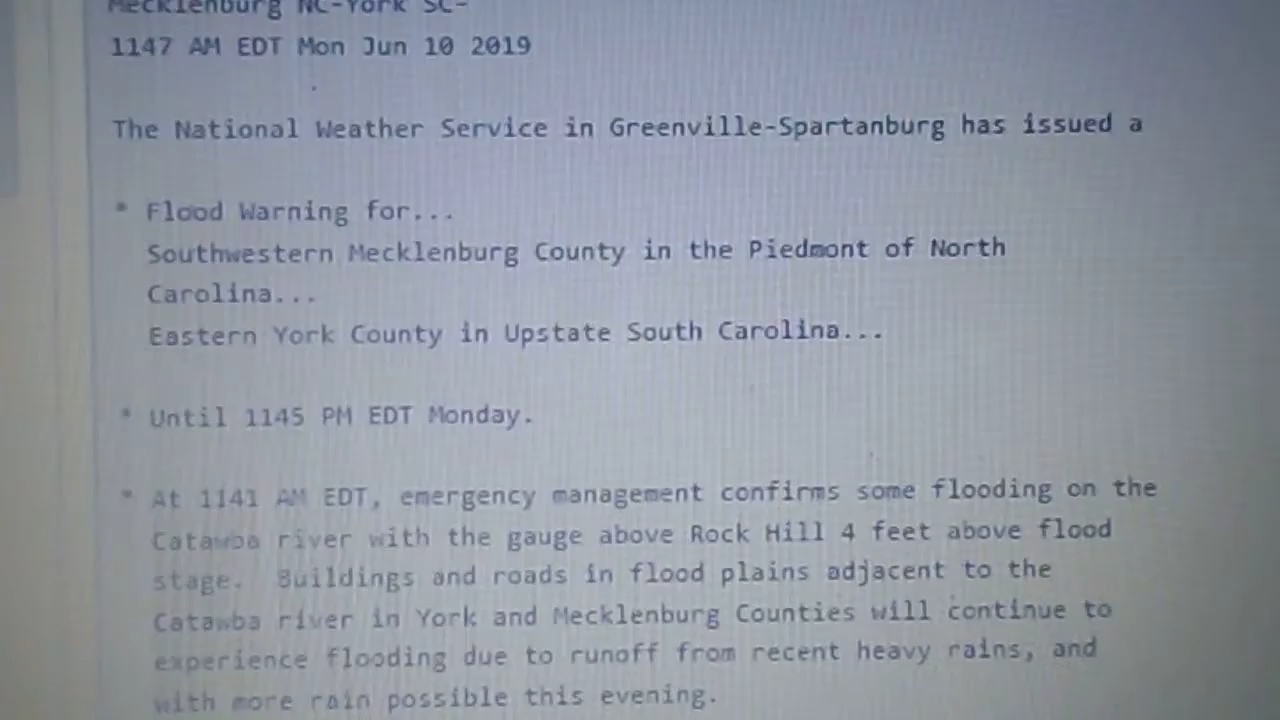 Mecklenburg NC-York SC-
1147 AM EDT Mon Jun 10 2019
The National Weather Service in Greenville-Spartanburg has issued a
* Flood Warning for...
Southwestern Mecklenburg County in the Piedmont of North
Carolina...
Eastern York County in Upstate South Carolina...
* Until 1145 PM EDT Monday.
* At 1141 AM EDT, emergency management confirms some flooding on the
Catawba river with the gauge above Rock Hill 4 feet above flood
stage. Buildings and roads in flood plains adjacent to the
Catawba river in York and Mecklenburg Counties will continue to
experience flooding due to runoff from recent heavy rains, and
with more rain possible this evening.